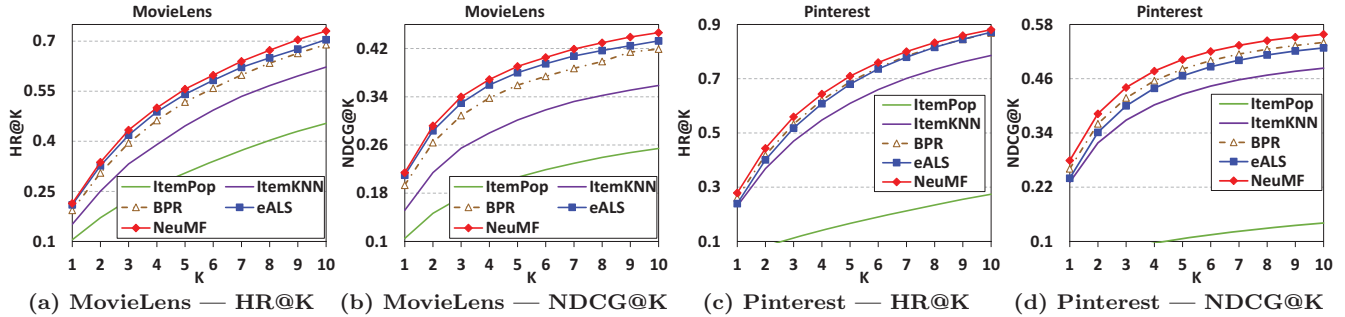 MovieLens
HR@K
0.7
0.55
0.4
0.25
0.1
ItemPop
ItemKNN
BPR
eALS
NeuMF
1 2 3 4 5 6 7 8 9 10
K
(a) MovieLens — HR@K
MovieLens
NDCG@K
0.42
0.34
0.26
0.18
0.1
ItemPop
ItemKNN
BPR
eALS
NeuMF
1 2 3 4 5 6 7 8 9 10
K
(b) MovieLens — NDCG@K
Pinterest
HR@K
0.9
0.7
0.5
0.3
0.1
ItemPop
ItemKNN
BPR
eALS
NeuMF
1 2 3 4 5 6 7 8 9 10
K
(c) Pinterest — HR@K
Pinterest
NDCG@K
0.58
0.46
0.34
0.22
0.1
ItemPop
ItemKNN
BPR
eALS
NeuMF
1 2 3 4 5 6 7 8 9 10
K
(d) Pinterest — NDCG@K